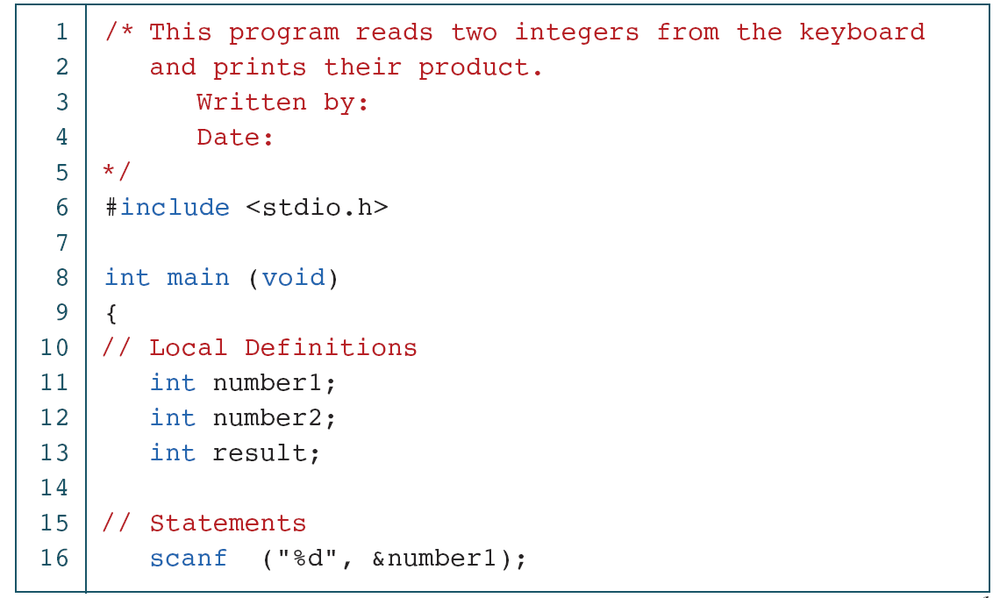 1 /* This program reads two integers from the keyboard
2 and prints their product.
3 Written by:
4 Date:
5 */
6 #include <stdio.h>
7
8 int main (void)
9 {
10 // Local Definitions
11 int number1;
12 int number2;
13 int result;
14
15 // Statements
16 scanf ("%d", &number1);